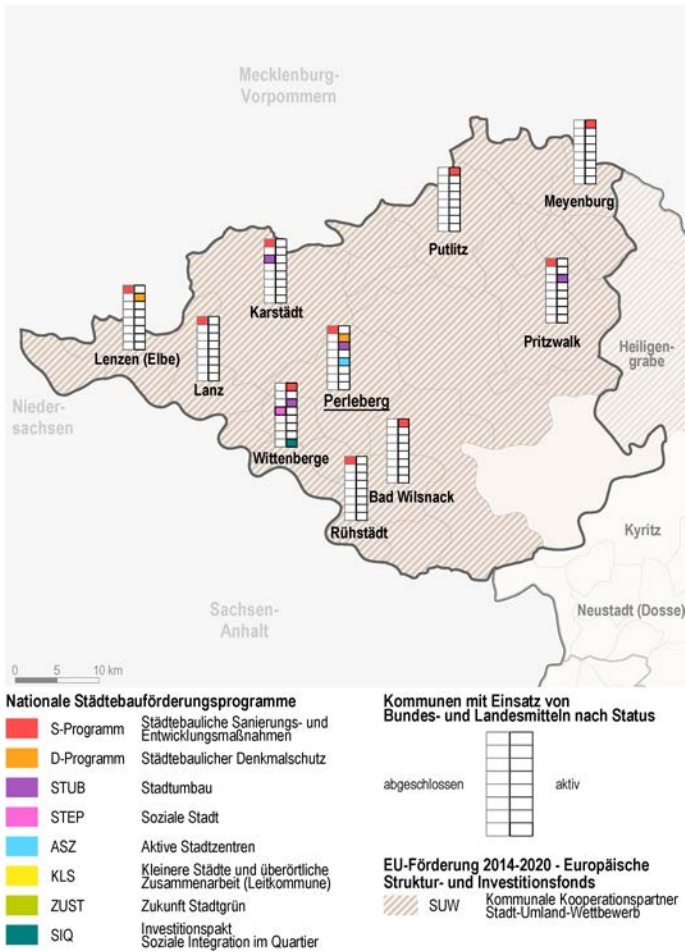 Mecklenburg-
Vorpommern
Meyenburg
Putlitz
Karstädt
Pritzwalk
Lenzen (Elbe)
Lanz
Heiligen-
grabe
Perleberg
Nieder-
sachsen
Wittenberge
Bad Wilsnack
Rühstädt
Kyritz
Sachsen-
Anhalt
Neustadt (Dosse)
0 5 10 km
Nationale Städtebauförderungsprogramme
S-Programm Städtebauliche Sanierungs- und
Entwicklungsmaßnahmen
D-Programm Städtebaulicher Denkmalschutz
STUB Stadtumbau
STEP Soziale Stadt
ASZ Aktive Stadtzentren
KLS Kleinere Städte und überörtliche
Zusammenarbeit (Leitkommune)
ZUST Zukunft Stadtgrün
SIQ Investitionspakt
Soziale Integration im Quartier
Kommunen mit Einsatz von
Bundes- und Landesmitteln nach Status
abgeschlossen aktiv
EU-Förderung 2014-2020 - Europäische
Struktur- und Investitionsfonds
SUW Kommunale Kooperationspartner
Stadt-Umland-Wettbewerb